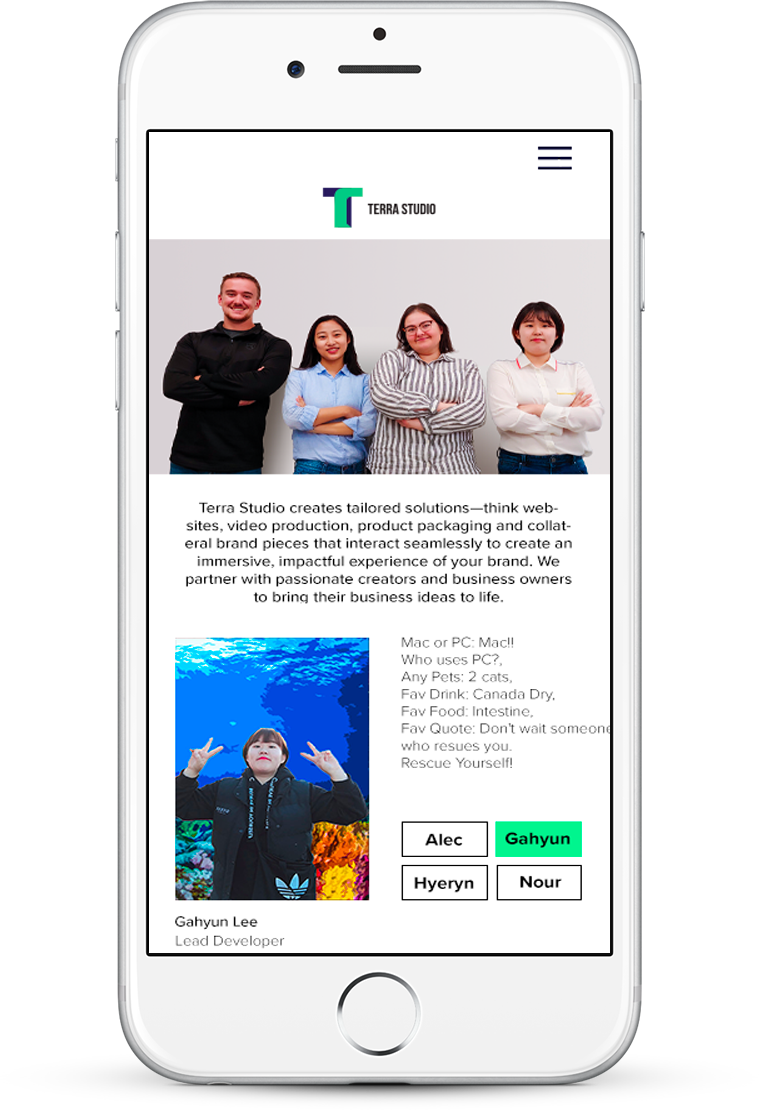 TERRA STUDIO
Terra Studio creates tailored solutions—think web-
sites, video production, product packaging and collat-
eral brand pieces that interact seamlessly to create an
immersive, impactful experience of your brand. We
partner with passionate creators and business owners
to bring their business ideas to life.
Mac or PC: Mac!!
Who uses PC?,
Any Pets: 2 cats,
Fav Drink: Canada Dry,
Fav Food: Intestine,
Fav Quote: Don't wait someone
who resues you.
Rescue Yourself!
Alec
Gahyun
Hyeryn
Nour
Gahyun Lee
Lead Developer